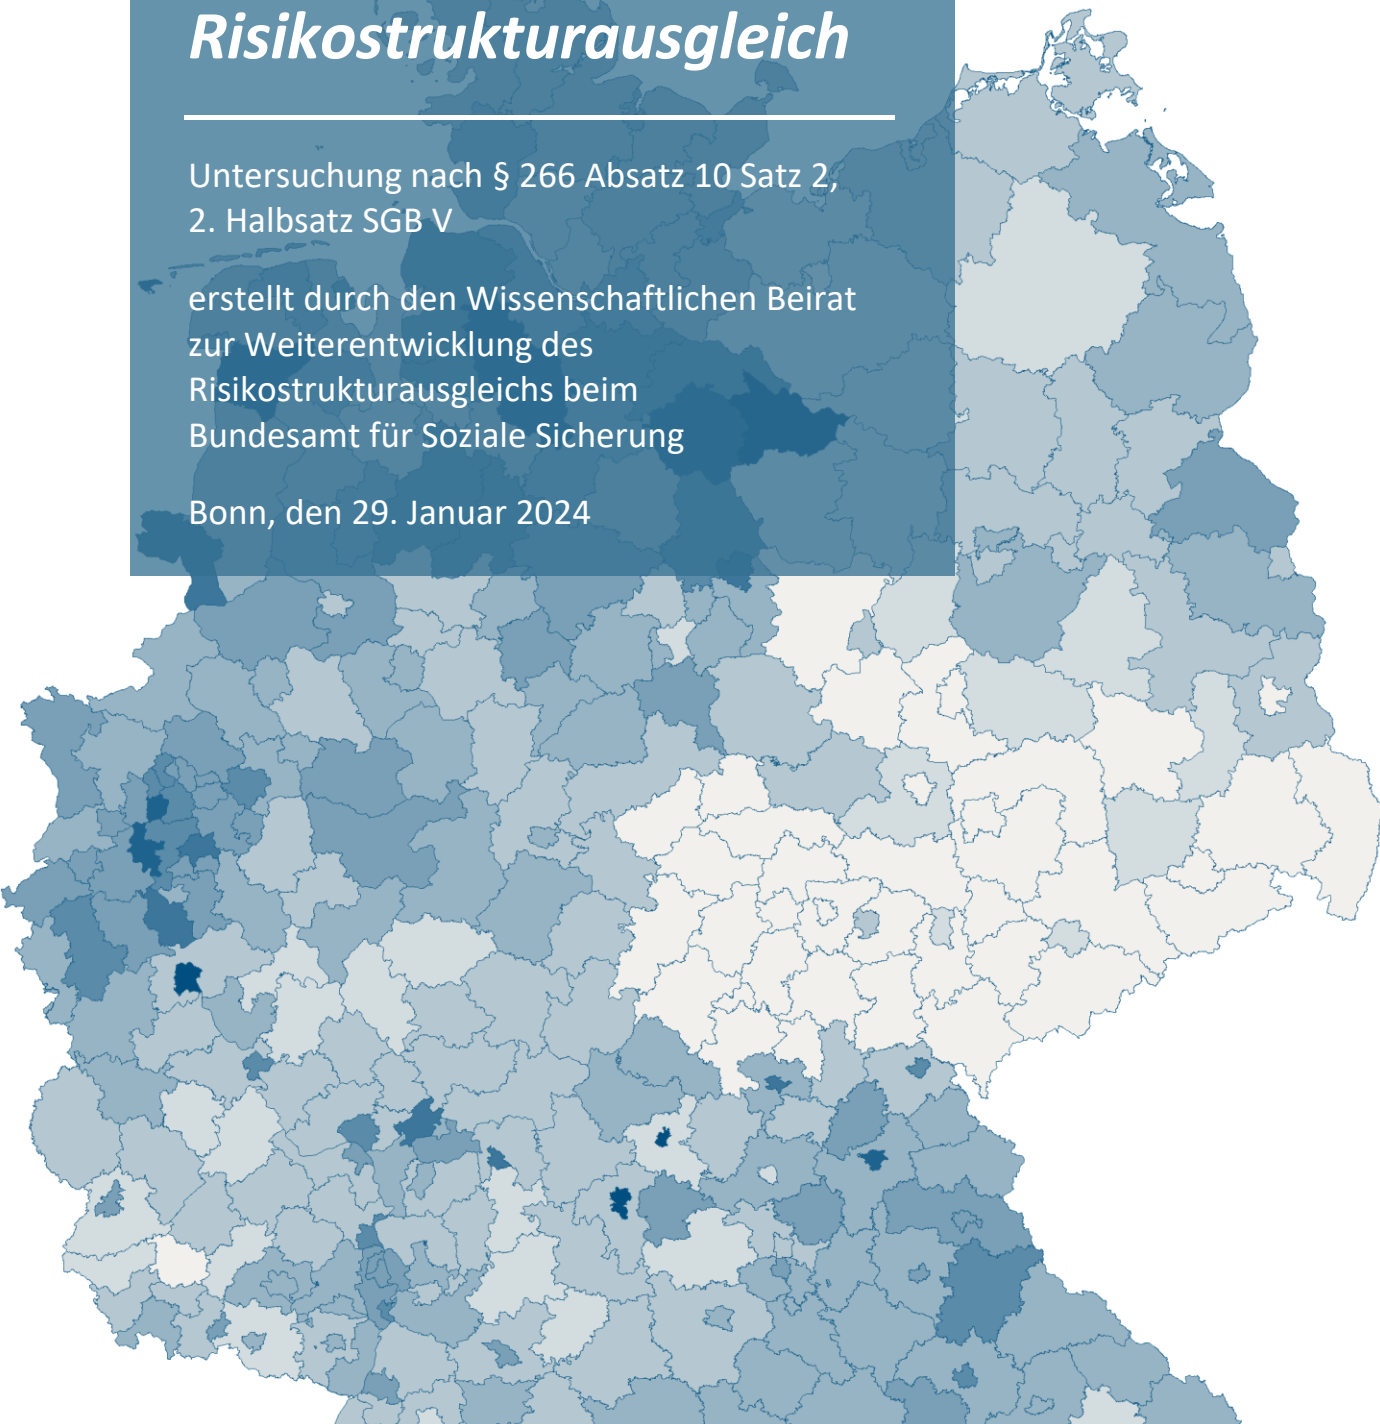 Risikostrukturausgleich
Untersuchung nach § 266 Absatz 10 Satz 2,
2. Halbsatz SGB V
erstellt durch den Wissenschaftlichen Beirat
zur Weiterentwicklung des
Risikostrukturausgleichs beim
Bundesamt für Soziale Sicherung
Bonn, den 29. Januar 2024